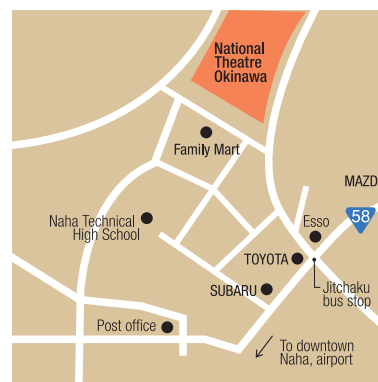 National
Theatre
Okinawa
Family Mart
MAZD
58
Naha Technical
High School
Esso
TOYOTA
SUBARU
Jitchaku
bus stop
Post office
To downtown
Naha, airport